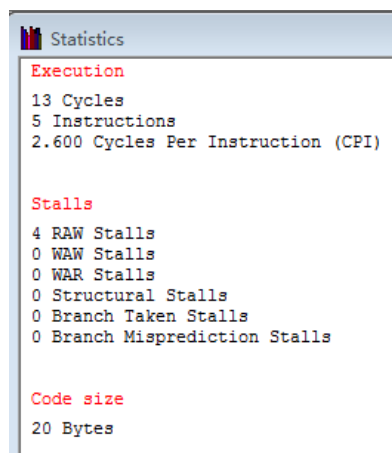 Statistics
Execution
13 Cycles
5 Instructions
2.600 Cycles Per Instruction (CPI)
Stalls
4 RAW Stalls
0 WAW Stalls
0 WAR Stalls
0 Structural Stalls
0 Branch Taken Stalls
0 Branch Misprediction Stalls
Code size
20 Bytes